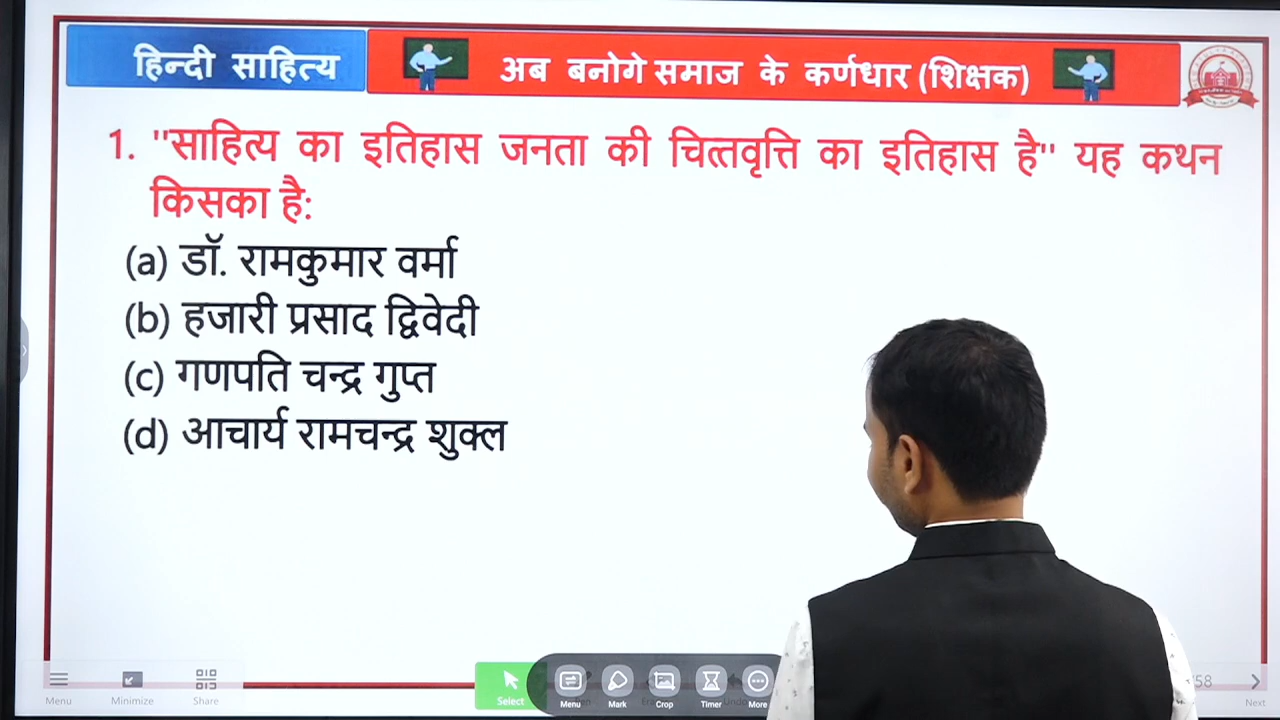 हिन्दी साहित्य
अब बनोगे समाज के कर्णधार (शिक्षक)
1. "साहित्य का इतिहास जनता की चित्तवृत्ति का इतिहास है" यह कथन
किसका है:
(a) डॉ. रामकुमार वर्मा
(b) हजारी प्रसाद द्विवेदी
(c) गणपति चन्द्र गुप्त
(d) आचार्य रामचन्द्र शुक्ल
Menu Minimize Share Select Menu Mark Crop Timer More 58 Next